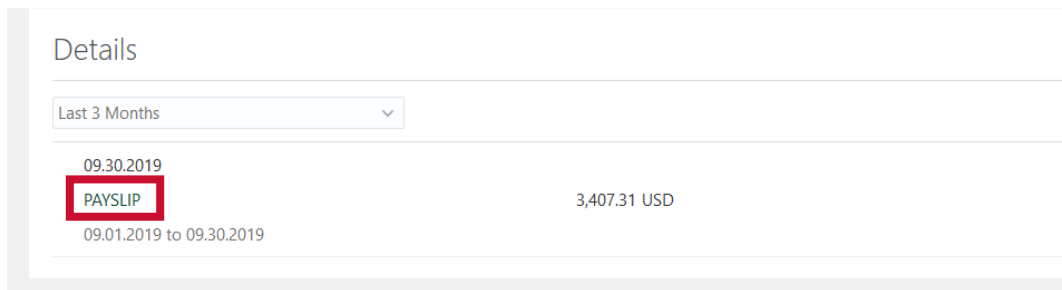 Details
Last 3 Months
09.30.2019
PAYSLIP 3,407.31 USD
09.01.2019 to 09.30.2019